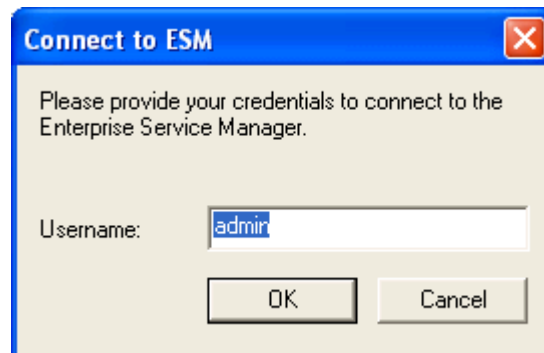 Connect to ESM
Please provide your credentials to connect to the
Enterprise Service Manager.
Username: admin
OK Cancel